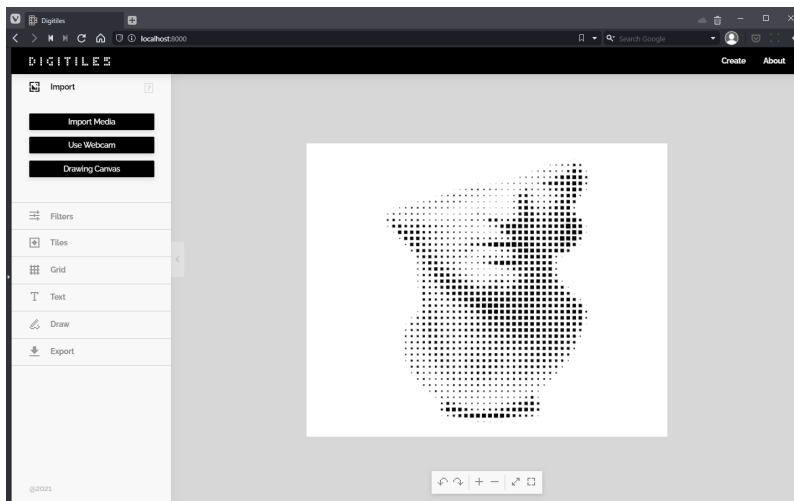 Digitiles
localhost:8000
Search Google
DIGITILES
Create About
Import
?
Import Media
Use Webcam
Drawing Canvas
Filters
Tiles
Grid
Text
Draw
Export
@2021